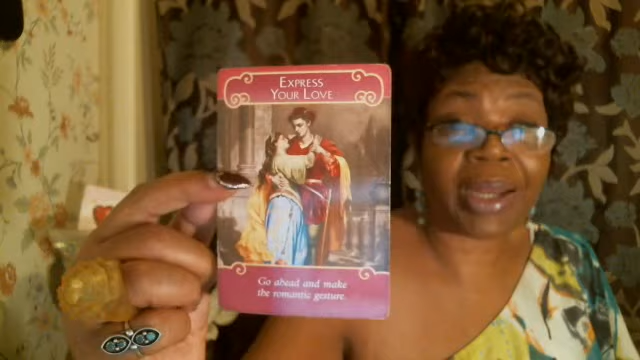 EXPRESS
YOUR LOVE
Go ahead and make
the romantic gesture.